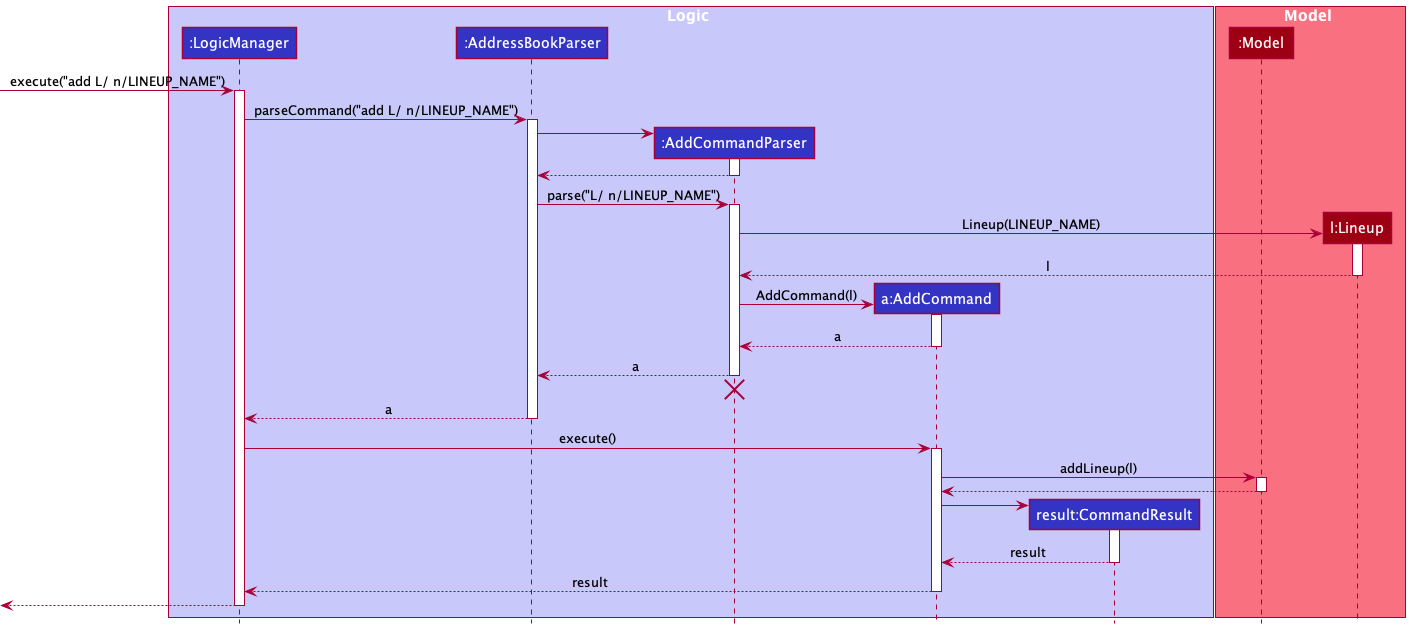 Logic
Model
:LogicManager
:AddressBookParser
:Model
execute("add L/ n/LINEUP_NAME")
parseCommand("add L/ n/LINEUP_NAME")
:AddCommandParser
parse("L/ n/LINEUP_NAME")
Lineup(LINEUP_NAME)
l:Lineup
l
AddCommand(l)
a:AddCommand
a
a
a
execute()
addLineup(l)
result:CommandResult
result
result